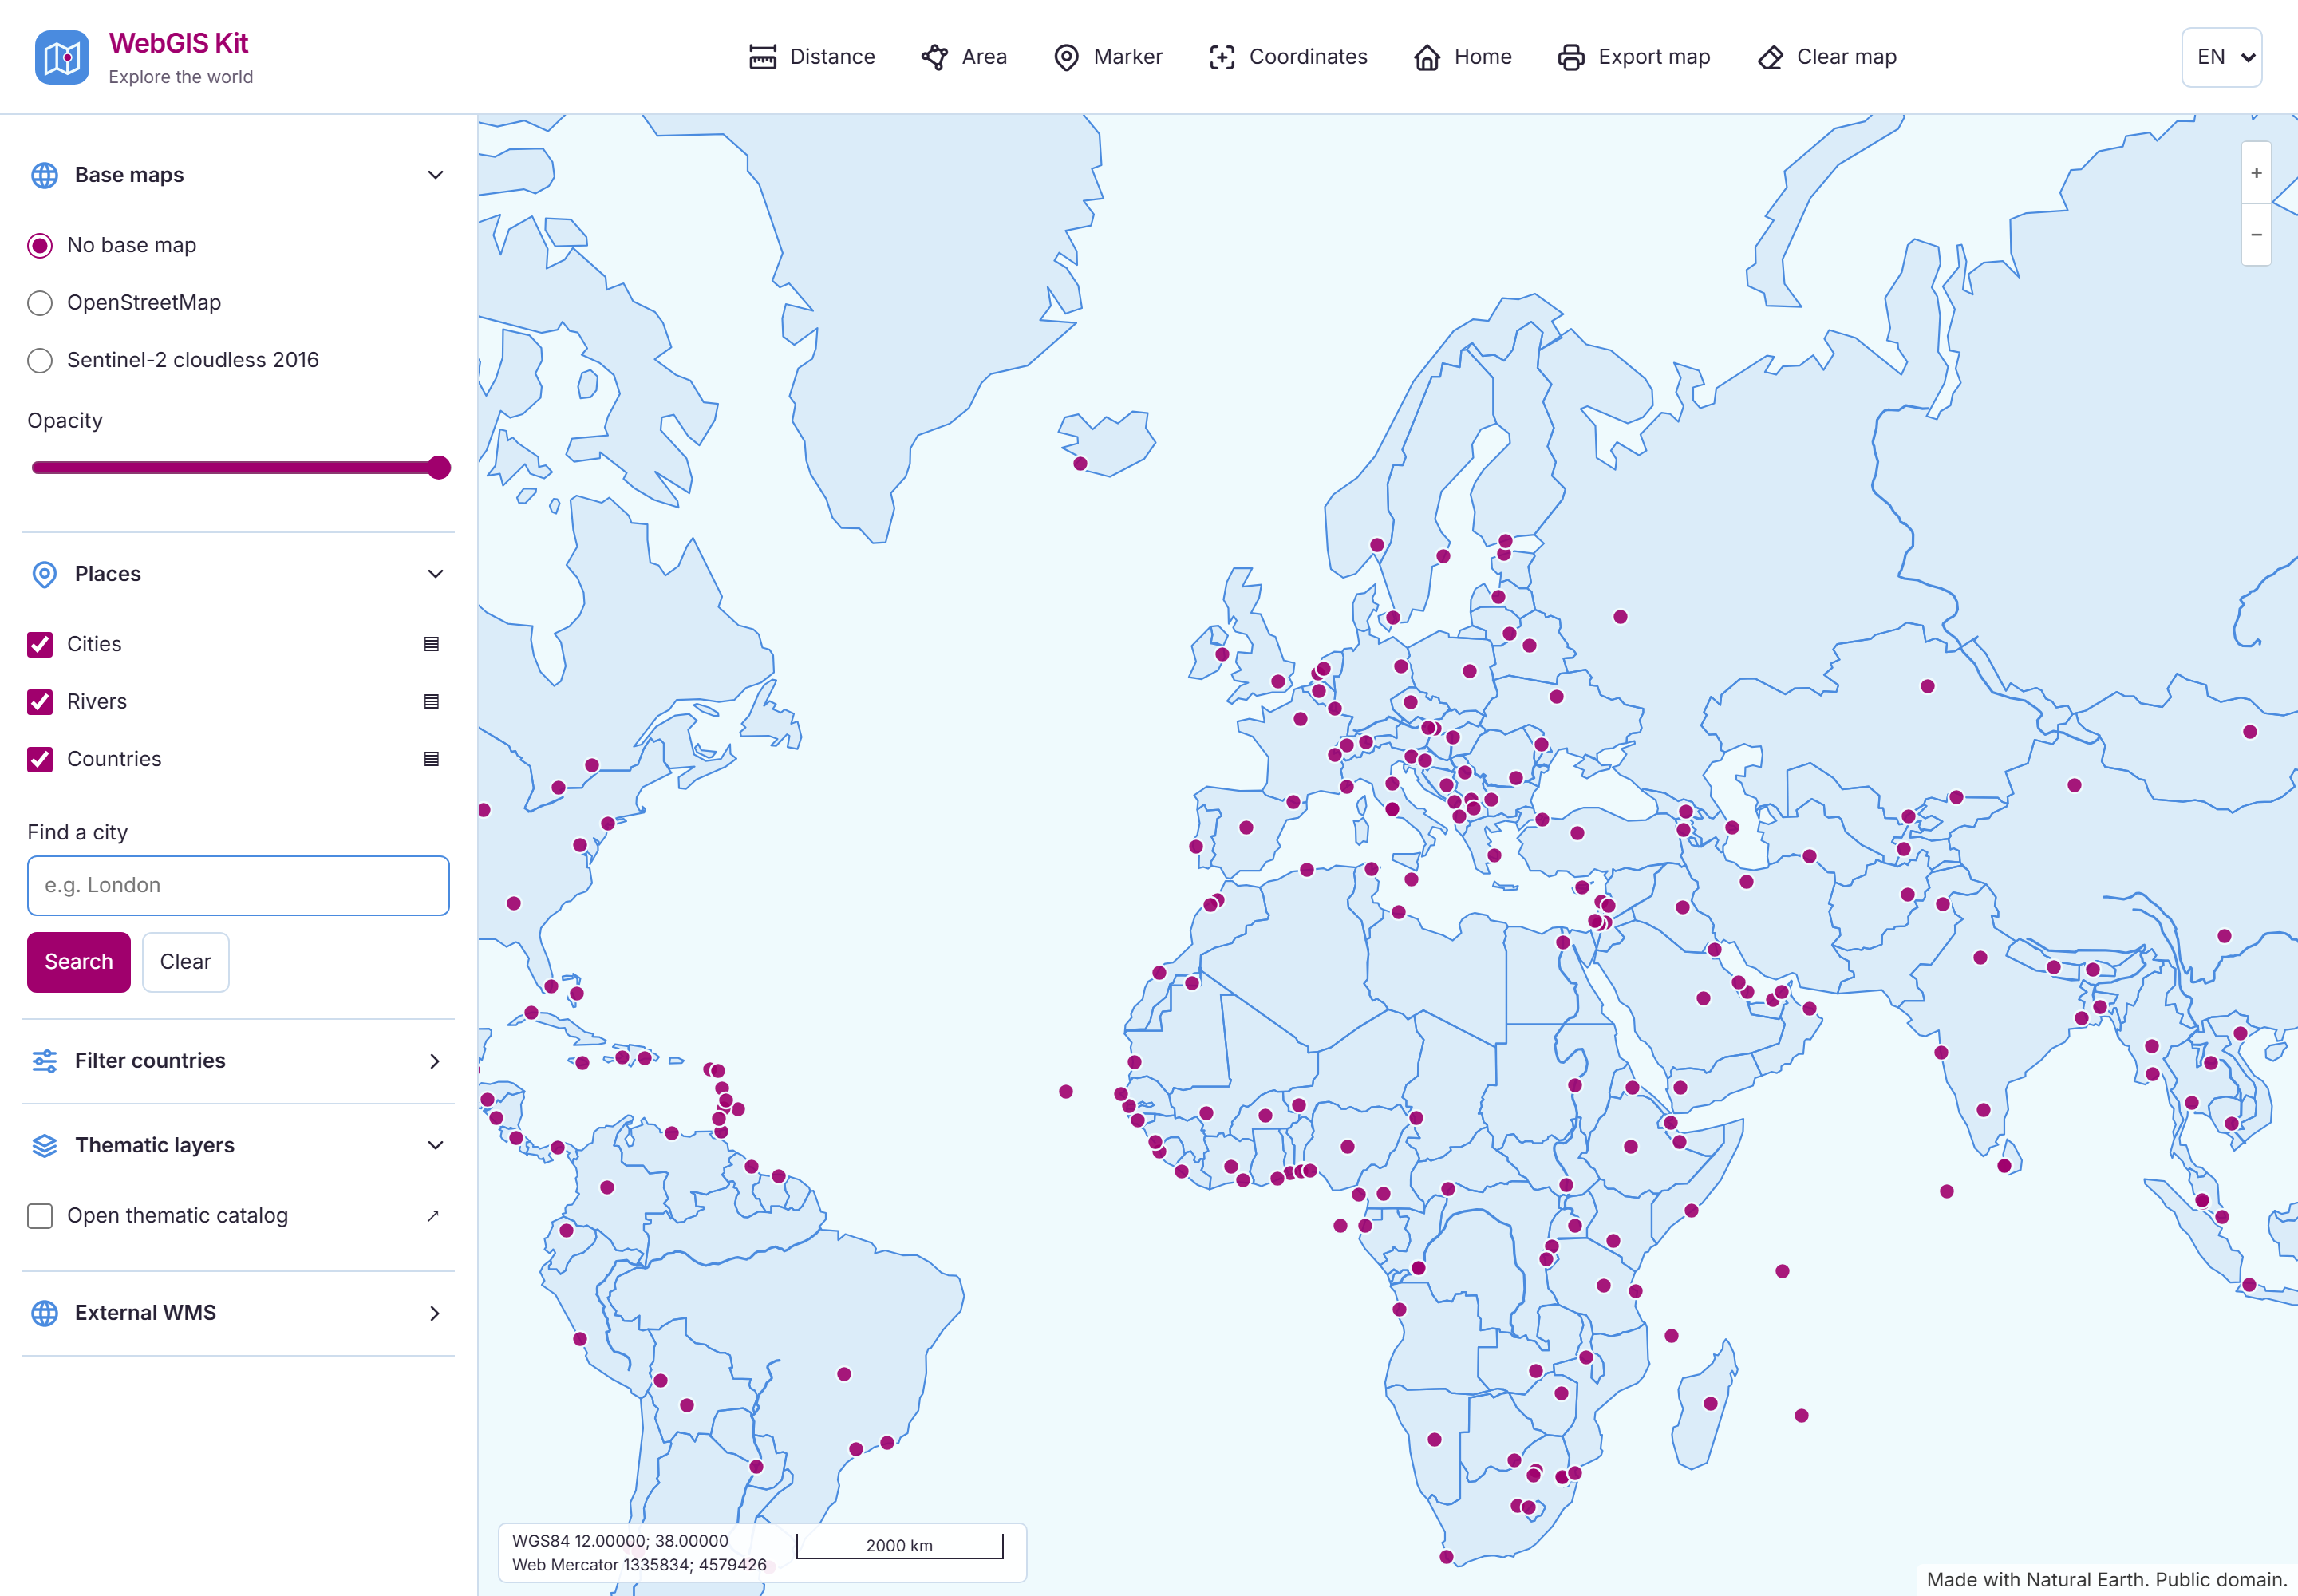 WebGIS Kit
Explore the world
Distance
Area
Marker
Coordinates
Home
Export map
Clear map
EN
Base maps
No base map
OpenStreetMap
Sentinel-2 cloudless 2016
Opacity
Places
Cities
Rivers
Countries
Find a city
e.g. London
Search
Clear
Filter countries
Thematic layers
Open thematic catalog
External WMS
+
−
WGS84 12.00000; 38.00000
Web Mercator 1335834; 4579426
2000 km
Made with Natural Earth. Public domain.